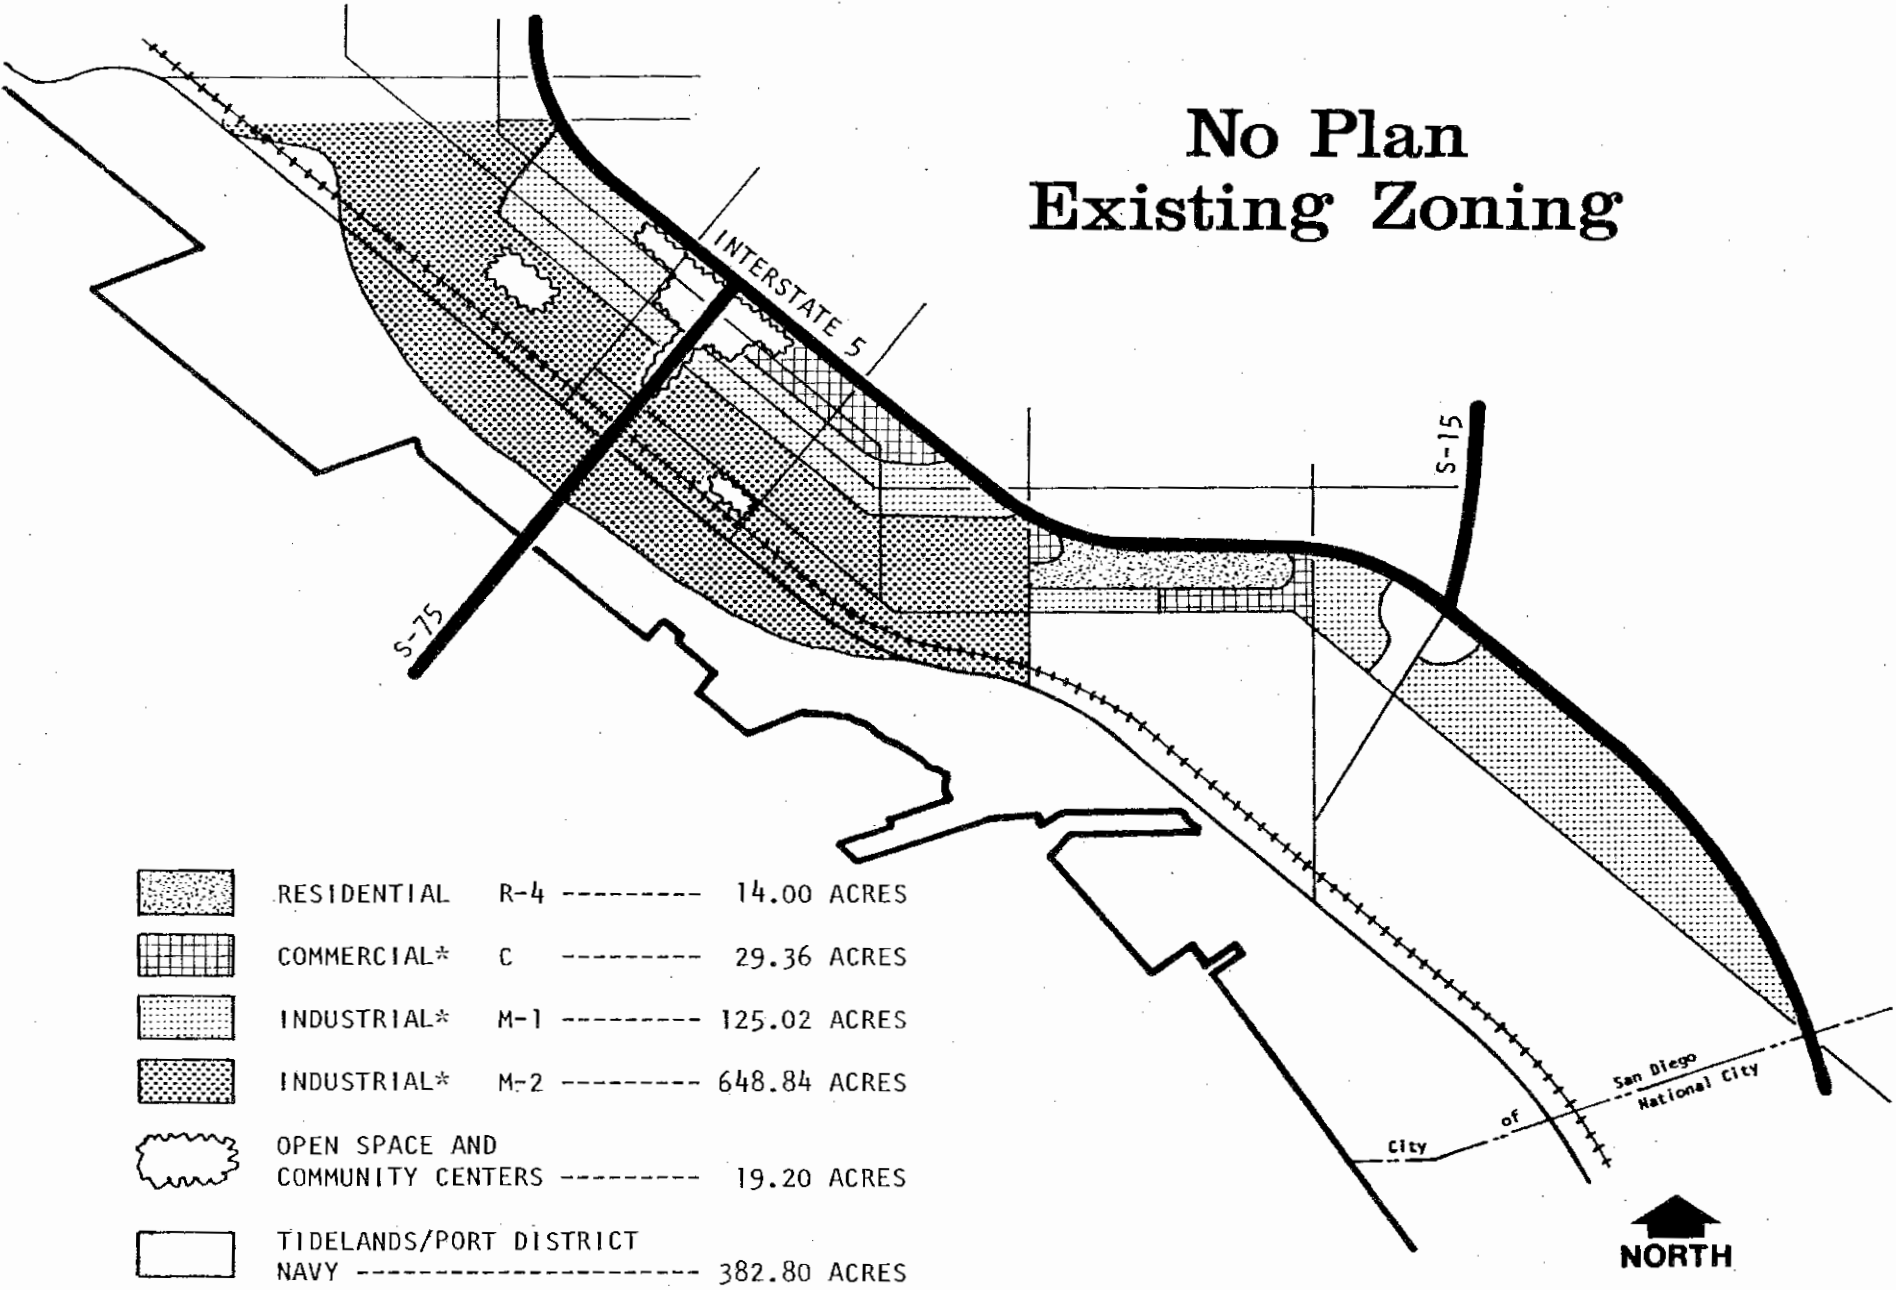 No Plan
Existing Zoning
INTERSTATE 5
S-15
S-75
RESIDENTIAL R-4 --------- 14.00 ACRES
COMMERCIAL* C --------- 29.36 ACRES
INDUSTRIAL* M-1 --------- 125.02 ACRES
INDUSTRIAL* M-2 --------- 648.84 ACRES
OPEN SPACE AND
COMMUNITY CENTERS --------- 19.20 ACRES
TIDELANDS/PORT DISTRICT
NAVY ---------------------- 382.80 ACRES
City of San Diego
National City
NORTH